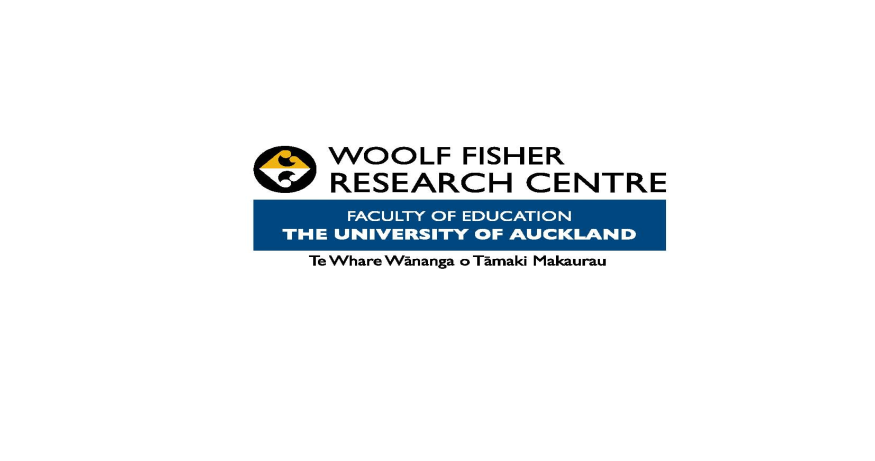 WOOLF FISHER
RESEARCH CENTRE
FACULTY OF EDUCATION
THE UNIVERSITY OF AUCKLAND
Te Whare Wānanga o Tāmaki Makaurau